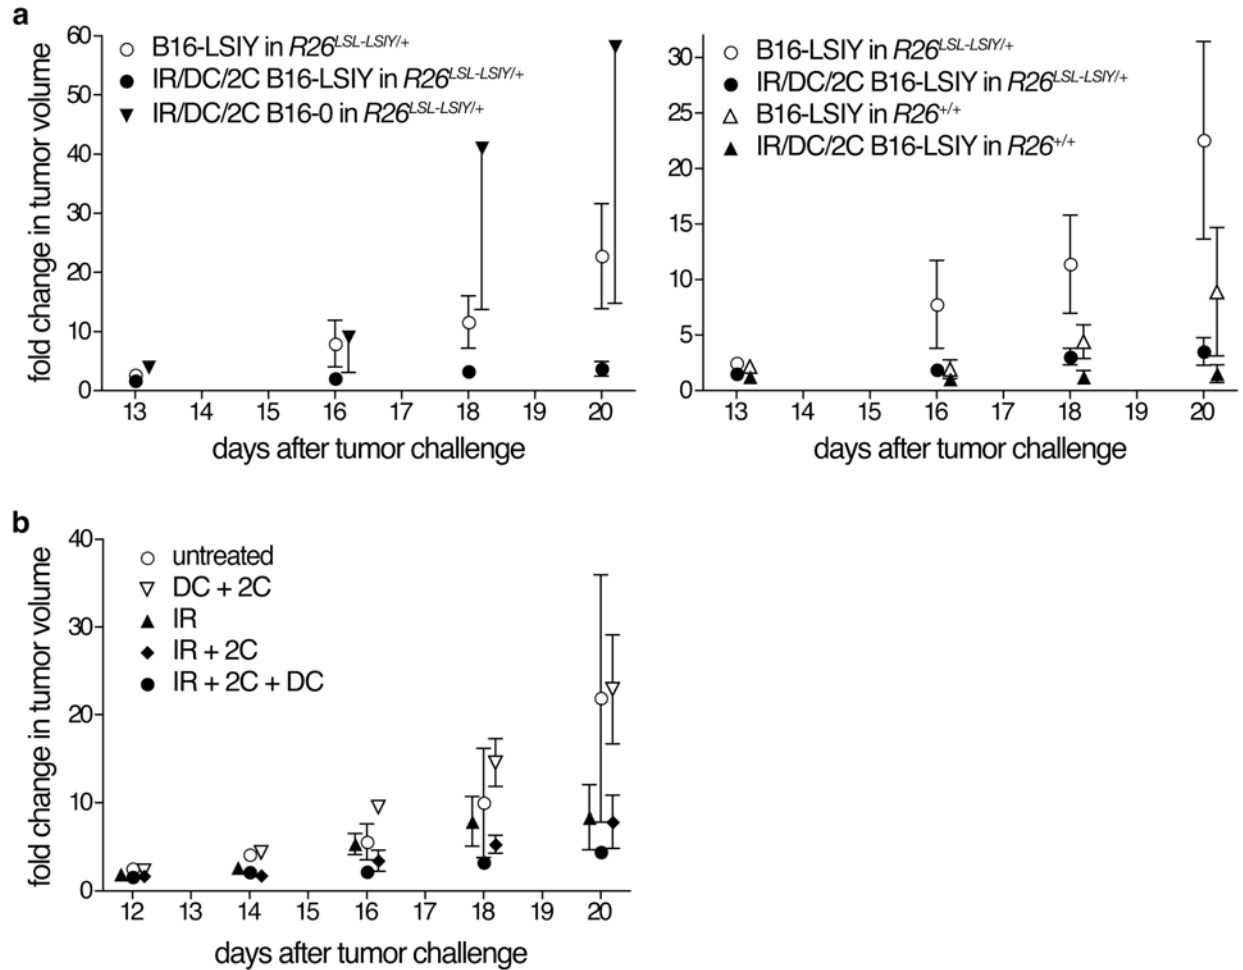 a
fold change in tumor volume
60
50
40
30
20
10
0
B16-LSIY in R26LSL-LSIY/+
IR/DC/2C B16-LSIY in R26LSL-LSIY/+
IR/DC/2C B16-0 in R26LSL-LSIY/+
13 14 15 16 17 18 19 20
days after tumor challenge
30
25
20
15
10
5
0
B16-LSIY in R26LSL-LSIY/+
IR/DC/2C B16-LSIY in R26LSL-LSIY/+
B16-LSIY in R26+/+
IR/DC/2C B16-LSIY in R26+/+
13 14 15 16 17 18 19 20
days after tumor challenge
b
fold change in tumor volume
40
30
20
10
0
untreated
DC + 2C
IR
IR + 2C
IR + 2C + DC
12 13 14 15 16 17 18 19 20
days after tumor challenge